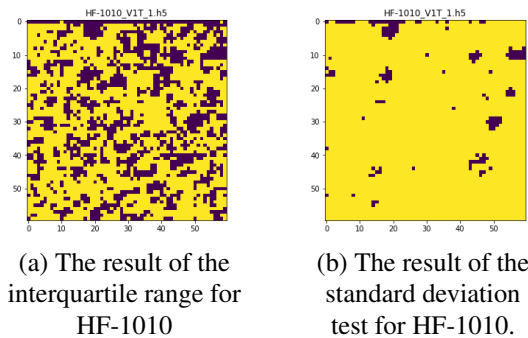 HF-1010_V1T_1.h5
0
10
20
30
40
50
0 10 20 30 40 50
(a) The result of the
interquartile range for
HF-1010
HF-1010_V1T_1.h5
0
10
20
30
40
50
0 10 20 30 40 50
(b) The result of the
standard deviation
test for HF-1010.